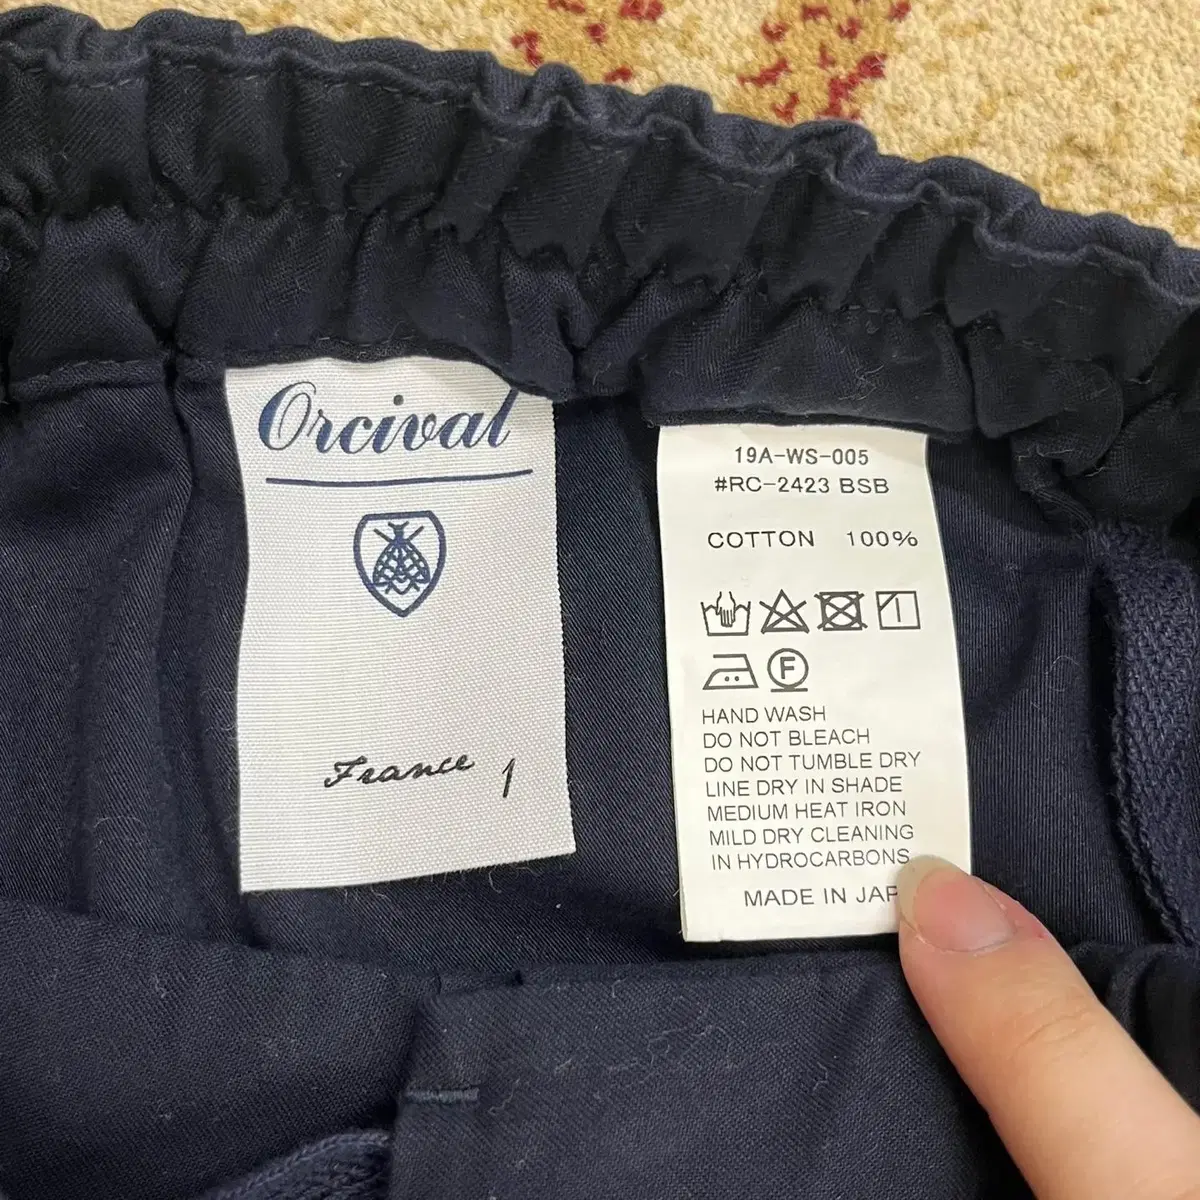 Orcival
France 1
19A-WS-005
#RC-2423 BSB
COTTON 100%
F
HAND WASH
DO NOT BLEACH
DO NOT TUMBLE DRY
LINE DRY IN SHADE
MEDIUM HEAT IRON
MILD DRY CLEANING
IN HYDROCARBONS
MADE IN JAP